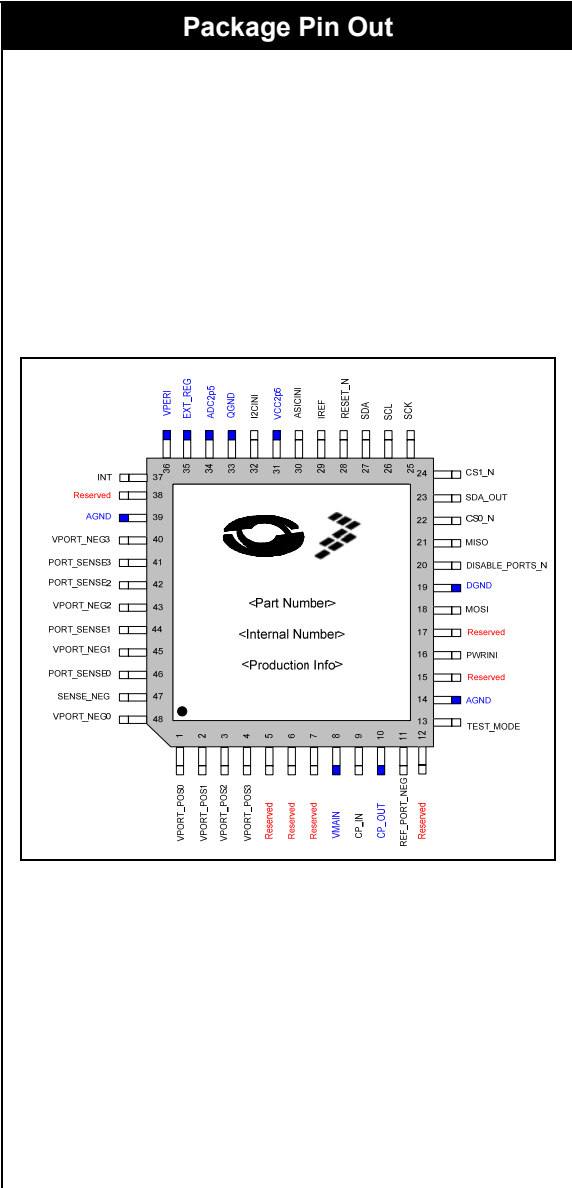 Package Pin Out
VPERI
EXT_REG
ADC2p5
QGND
I2CINI
VCC2p5
ASICINI
IREF
RESET_N
SDA
SCL
SCK
36
35
34
33
32
31
30
29
28
27
26
25
INT 37
Reserved 38
AGND 39
VPORT_NEG3 40
PORT_SENSE3 41
PORT_SENSE2 42
VPORT_NEG2 43
PORT_SENSE1 44
VPORT_NEG1 45
PORT_SENSE0 46
SENSE_NEG 47
VPORT_NEG0 48
<Part Number>
<Internal Number>
<Production Info>
24 CS1_N
23 SDA_OUT
22 CS0_N
21 MISO
20 DISABLE_PORTS_N
19 DGND
18 MOSI
17 Reserved
16 PWRINI
15 Reserved
14 AGND
13 TEST_MODE
1
2
3
4
5
6
7
8
9
10
11
12
VPORT_POS0
VPORT_POS1
VPORT_POS2
VPORT_POS3
Reserved
Reserved
Reserved
VMAIN
CP_IN
CP_OUT
REF_PORT_NEG
Reserved